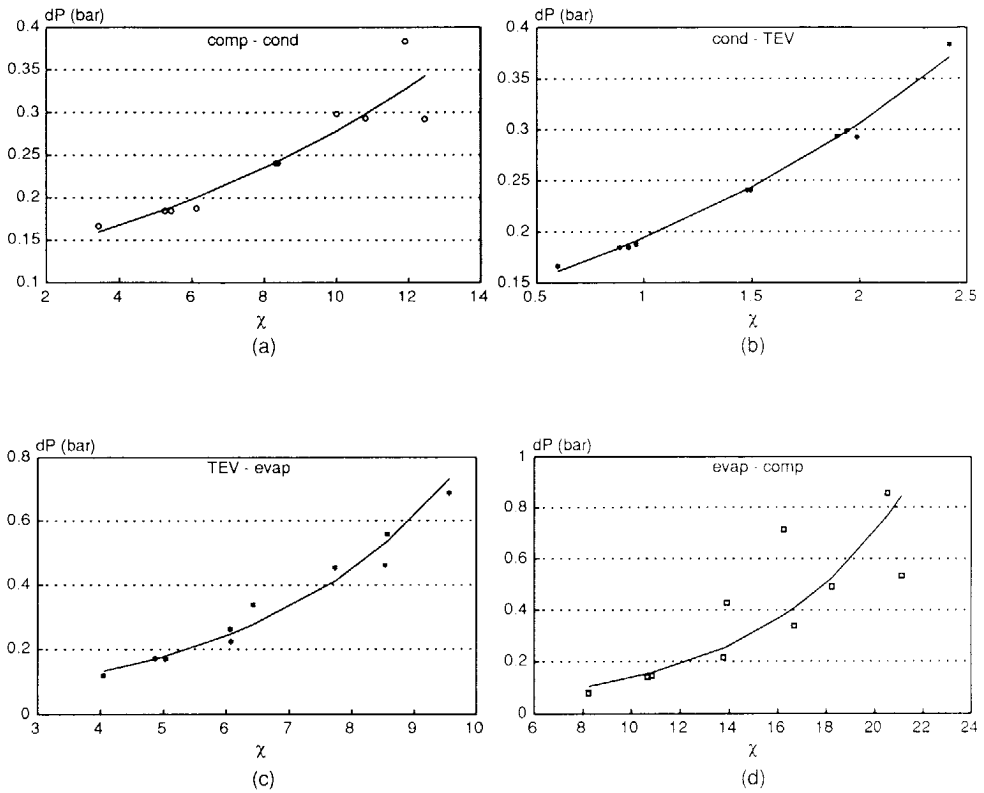 dP (bar)
comp - cond
0.4
0.35
0.3
0.25
0.2
0.15
0.1
2 4 6 8 10 12 14
χ
(a)
dP (bar)
cond - TEV
0.4
0.35
0.3
0.25
0.2
0.15
0.5 1 1.5 2 2.5
χ
(b)
dP (bar)
TEV - evap
0.8
0.6
0.4
0.2
0
3 4 5 6 7 8 9 10
χ
(c)
dP (bar)
evap - comp
1
0.8
0.6
0.4
0.2
0
6 8 10 12 14 16 18 20 22 24
χ
(d)